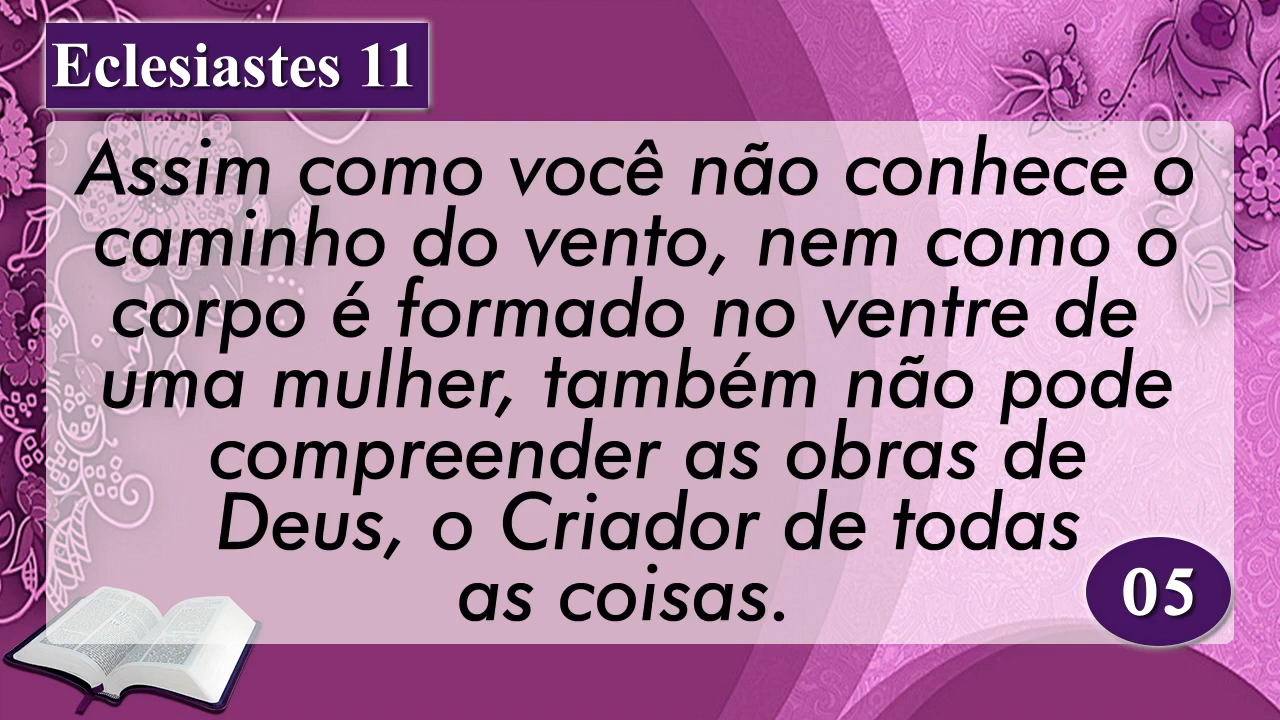 Eclesiastes 11
Assim como você não conhece o
caminho do vento, nem como o
corpo é formado no ventre de
uma mulher, também não pode
compreender as obras de
Deus, o Criador de todas
as coisas.
05